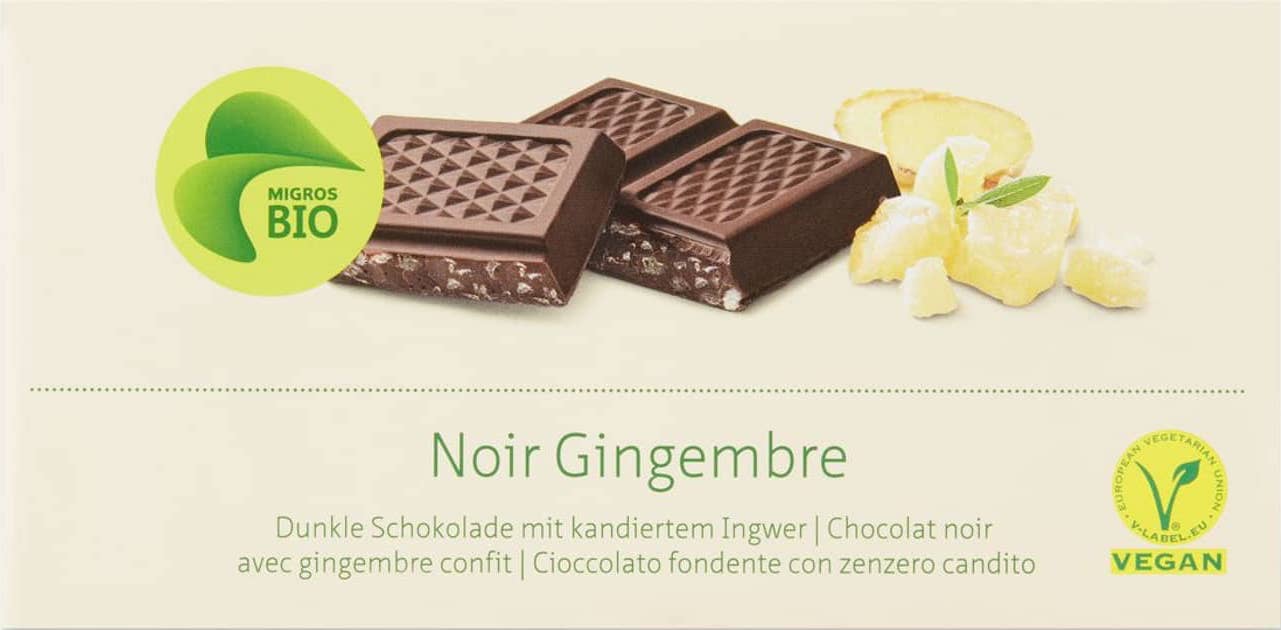 MIGROS
BIO
Noir Gingembre
Dunkle Schokolade mit kandiertem Ingwer | Chocolat noir
avec gingembre confit | Cioccolato fondente con zenzero candito
EUROPEAN VEGETARIAN UNION
V-LABEL.EU
®
VEGAN